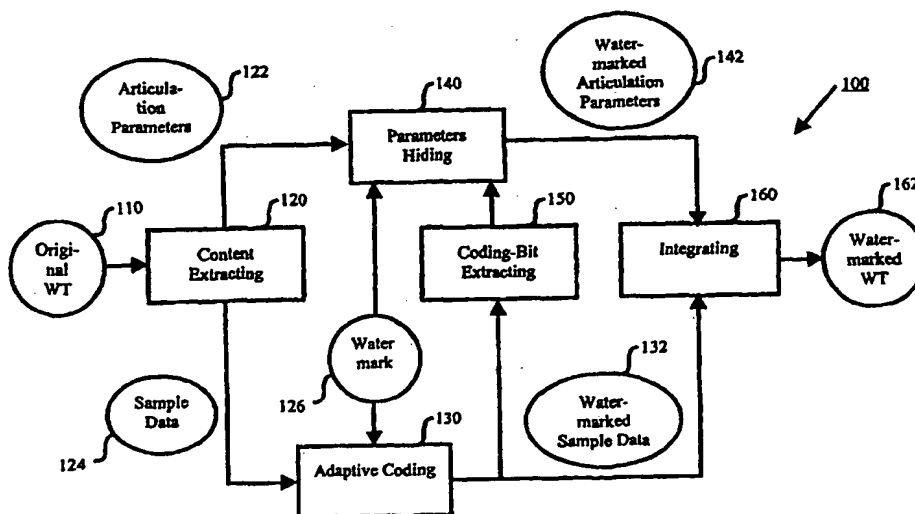 Articula-
tion
Parameters
122
140
Parameters
Hiding
Water-
marked
Articulation
Parameters
142
100
110
Origi-
nal
WT
120
Content
Extracting
150
Coding-Bit
Extracting
160
Integrating
162
Water-
marked
WT
Water
mark
126
Sample
Data
124
130
Adaptive Coding
132
Water-
marked
Sample Data